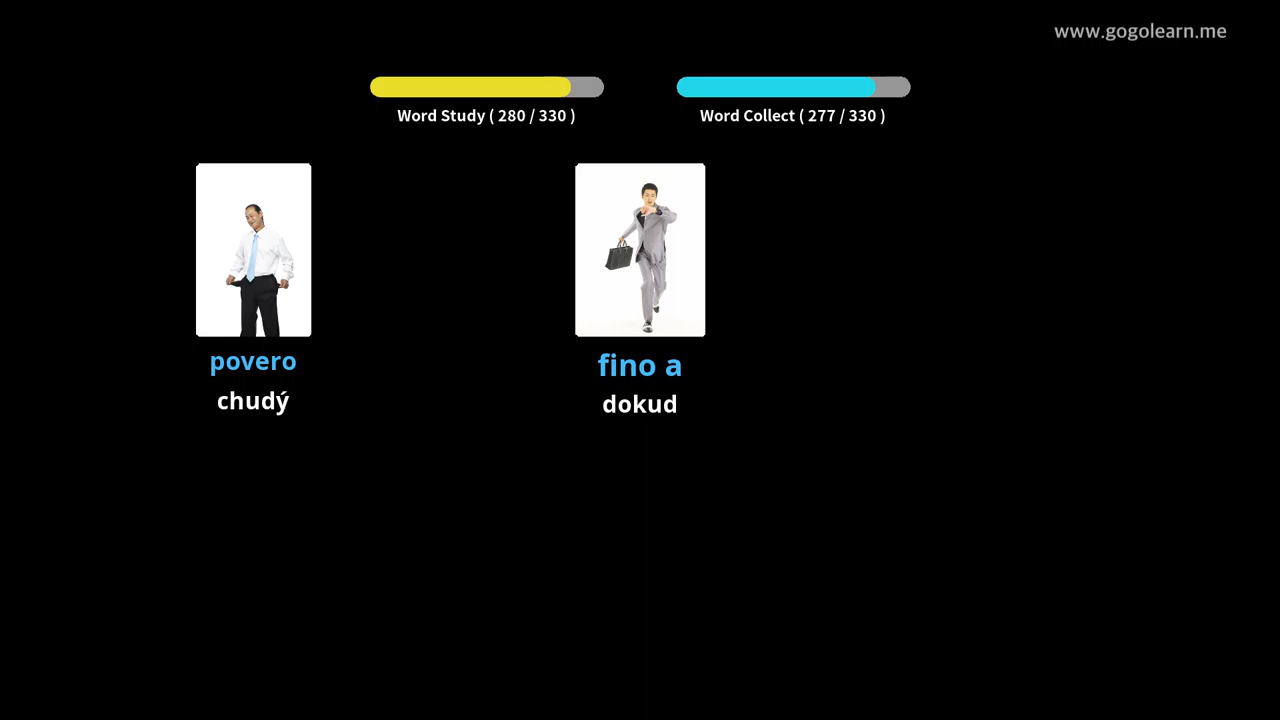 www.gogolearn.me
Word Study ( 280 / 330 )
Word Collect ( 277 / 330 )
povero
chudý
fino a
dokud